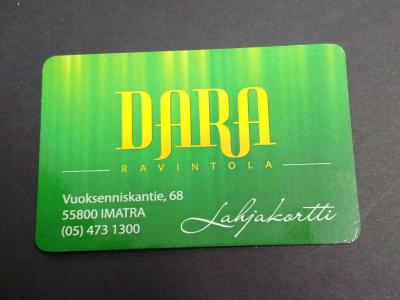 DARA
RAVINTOLA
Vuoksenniskantie, 68
55800 IMATRA
(05) 473 1300
Lahjakortti